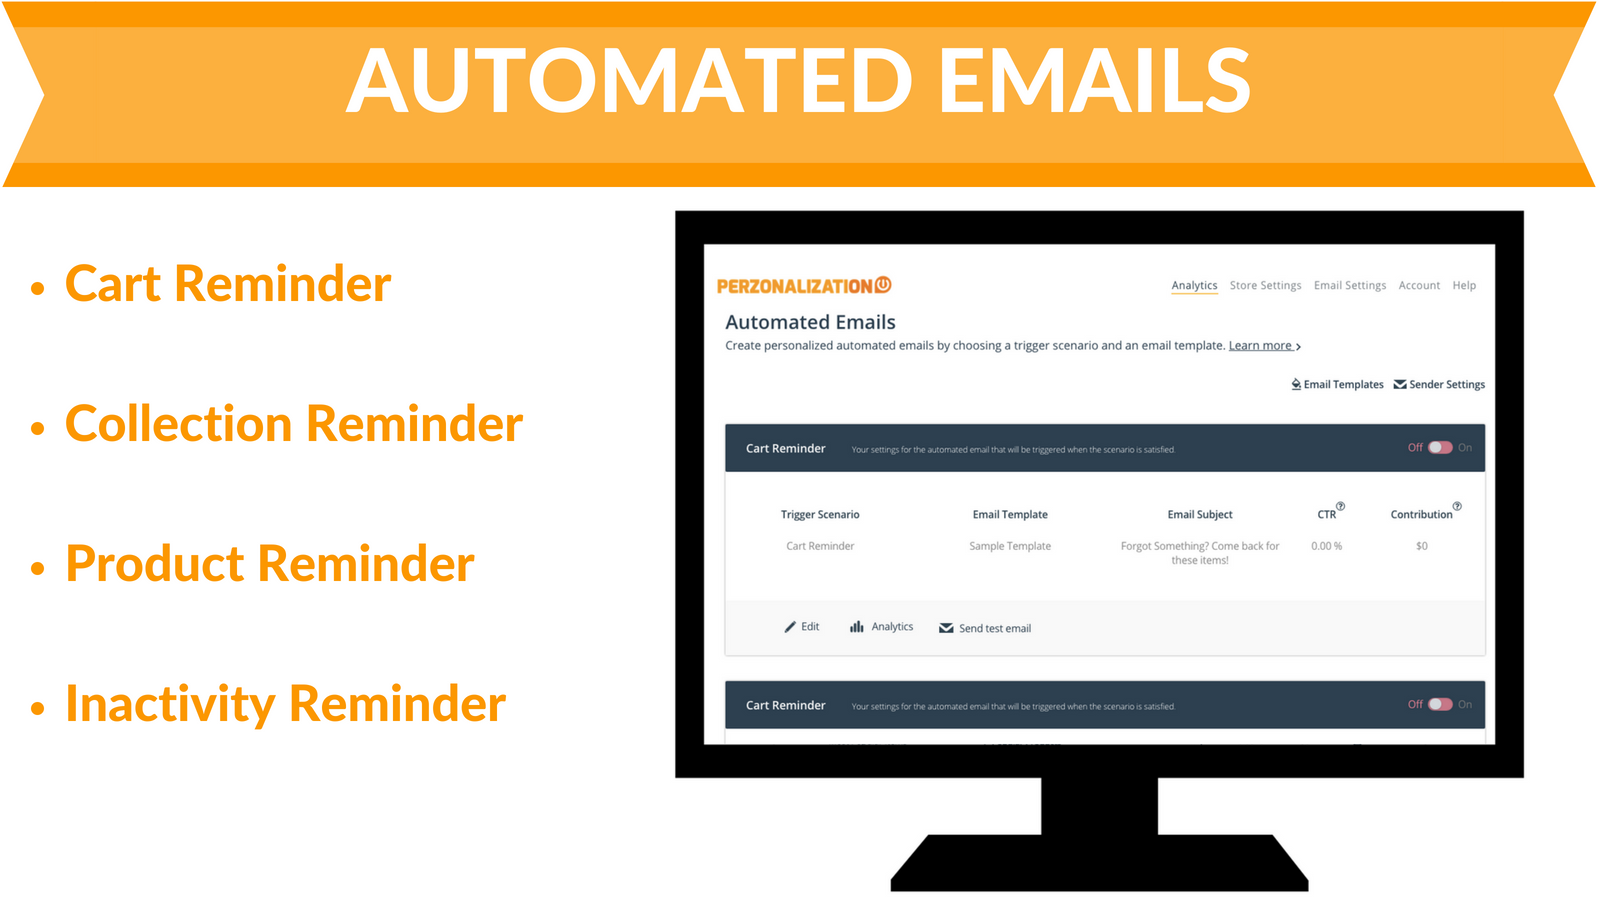 AUTOMATED EMAILS
• Cart Reminder
• Collection Reminder
• Product Reminder
• Inactivity Reminder
PERZONALIZATION
Analytics Store Settings Email Settings Account Help
Automated Emails
Create personalized automated emails by choosing a trigger scenario and an email template. Learn more >
Email Templates Sender Settings
Cart Reminder Your settings for the automated email that will be triggered when the scenario is satisfied. Off On
Trigger Scenario Email Template Email Subject CTR ? Contribution ?
Cart Reminder Sample Template Forgot Something? Come back for 0.00 % $0
these items!
Edit Analytics Send test email
Cart Reminder Your settings for the automated email that will be triggered when the scenario is satisfied. Off On